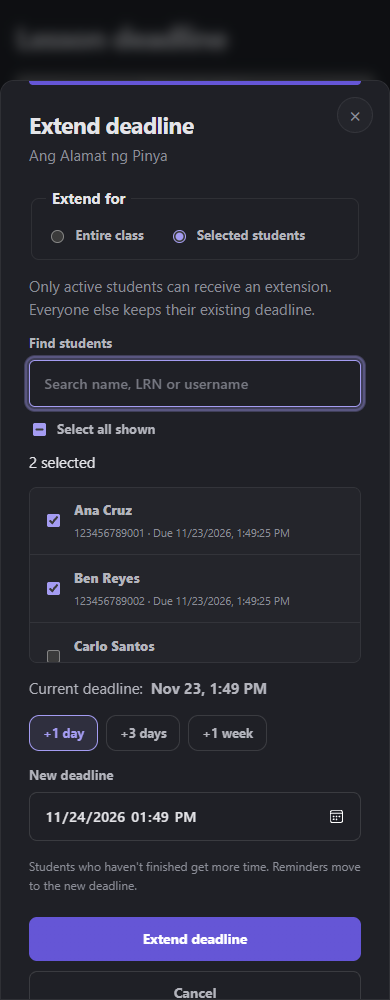 Lesson deadline
Extend deadline
Ang Alamat ng Pinya
Extend for
Entire class
Selected students
Only active students can receive an extension.
Everyone else keeps their existing deadline.
Find students
Search name, LRN or username
Select all shown
2 selected
Ana Cruz
123456789001 · Due 11/23/2026, 1:49:25 PM
Ben Reyes
123456789002 · Due 11/23/2026, 1:49:25 PM
Carlo Santos
Current deadline: Nov 23, 1:49 PM
+1 day
+3 days
+1 week
New deadline
11/24/2026 01:49 PM
Students who haven't finished get more time. Reminders move
to the new deadline.
Extend deadline
Cancel